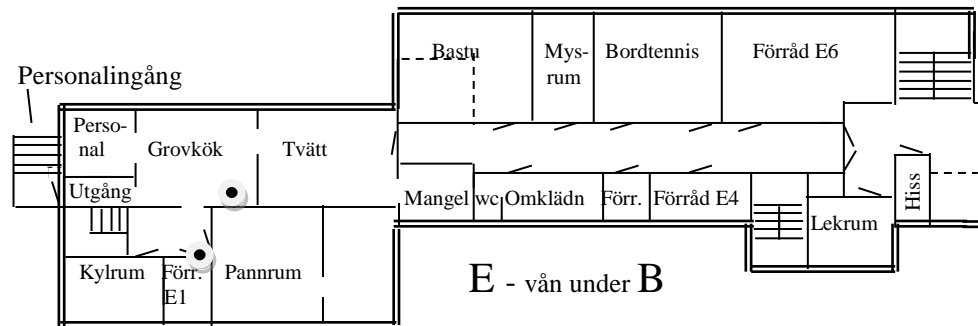 Bastu
Mys-
rum
Bordtennis
Förråd E6
Personalingång
Perso-
nal
Grovkök
Tvätt
Utgång
Mangel
wc
Omklädn
Förr.
Förråd E4
Hiss
Lekrum
Kylrum
Förr.
E1
Pannrum
E - vån under B